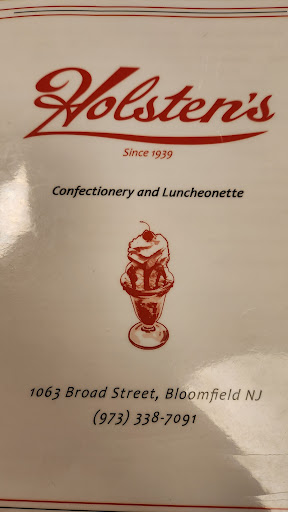 Holsten's
Since 1939
Confectionery and Luncheonette
1063 Broad Street, Bloomfield NJ
(973) 338-7091